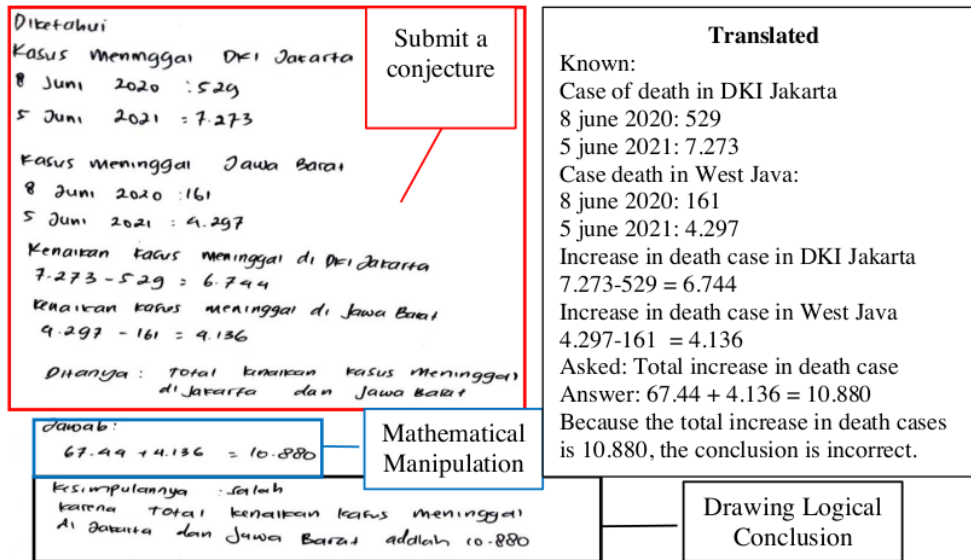 Diketahui
Kasus meninggal DKI Jakarta
8 Juni 2020 : 529
5 Juni 2021 = 7.273
Kasus meninggal Jawa Barat
8 Juni 2020 : 161
5 Juni 2021 : 4.297
Kenaikan kasus meninggal di DKI Jakarta
7.273 - 529 = 6.744
Kenaikan kasus meninggal di Jawa Barat
4.297 - 161 = 4.136
Ditanya : total kenaikan kasus meninggal
di Jakarta dan Jawa Barat
Submit a
conjecture
Jawab :
67.44 + 4.136 = 10.880
Mathematical
Manipulation
Kesimpulannya : salah
karena total kenaikan kasus meninggal
di Jakarta dan Jawa Barat addlah 10.880
Drawing Logical
Conclusion
Translated
Known:
Case of death in DKI Jakarta
8 june 2020: 529
5 june 2021: 7.273
Case death in West Java:
8 june 2020: 161
5 june 2021: 4.297
Increase in death case in DKI Jakarta
7.273-529 = 6.744
Increase in death case in West Java
4.297-161 = 4.136
Asked: Total increase in death case
Answer: 67.44 + 4.136 = 10.880
Because the total increase in death cases
is 10.880, the conclusion is incorrect.